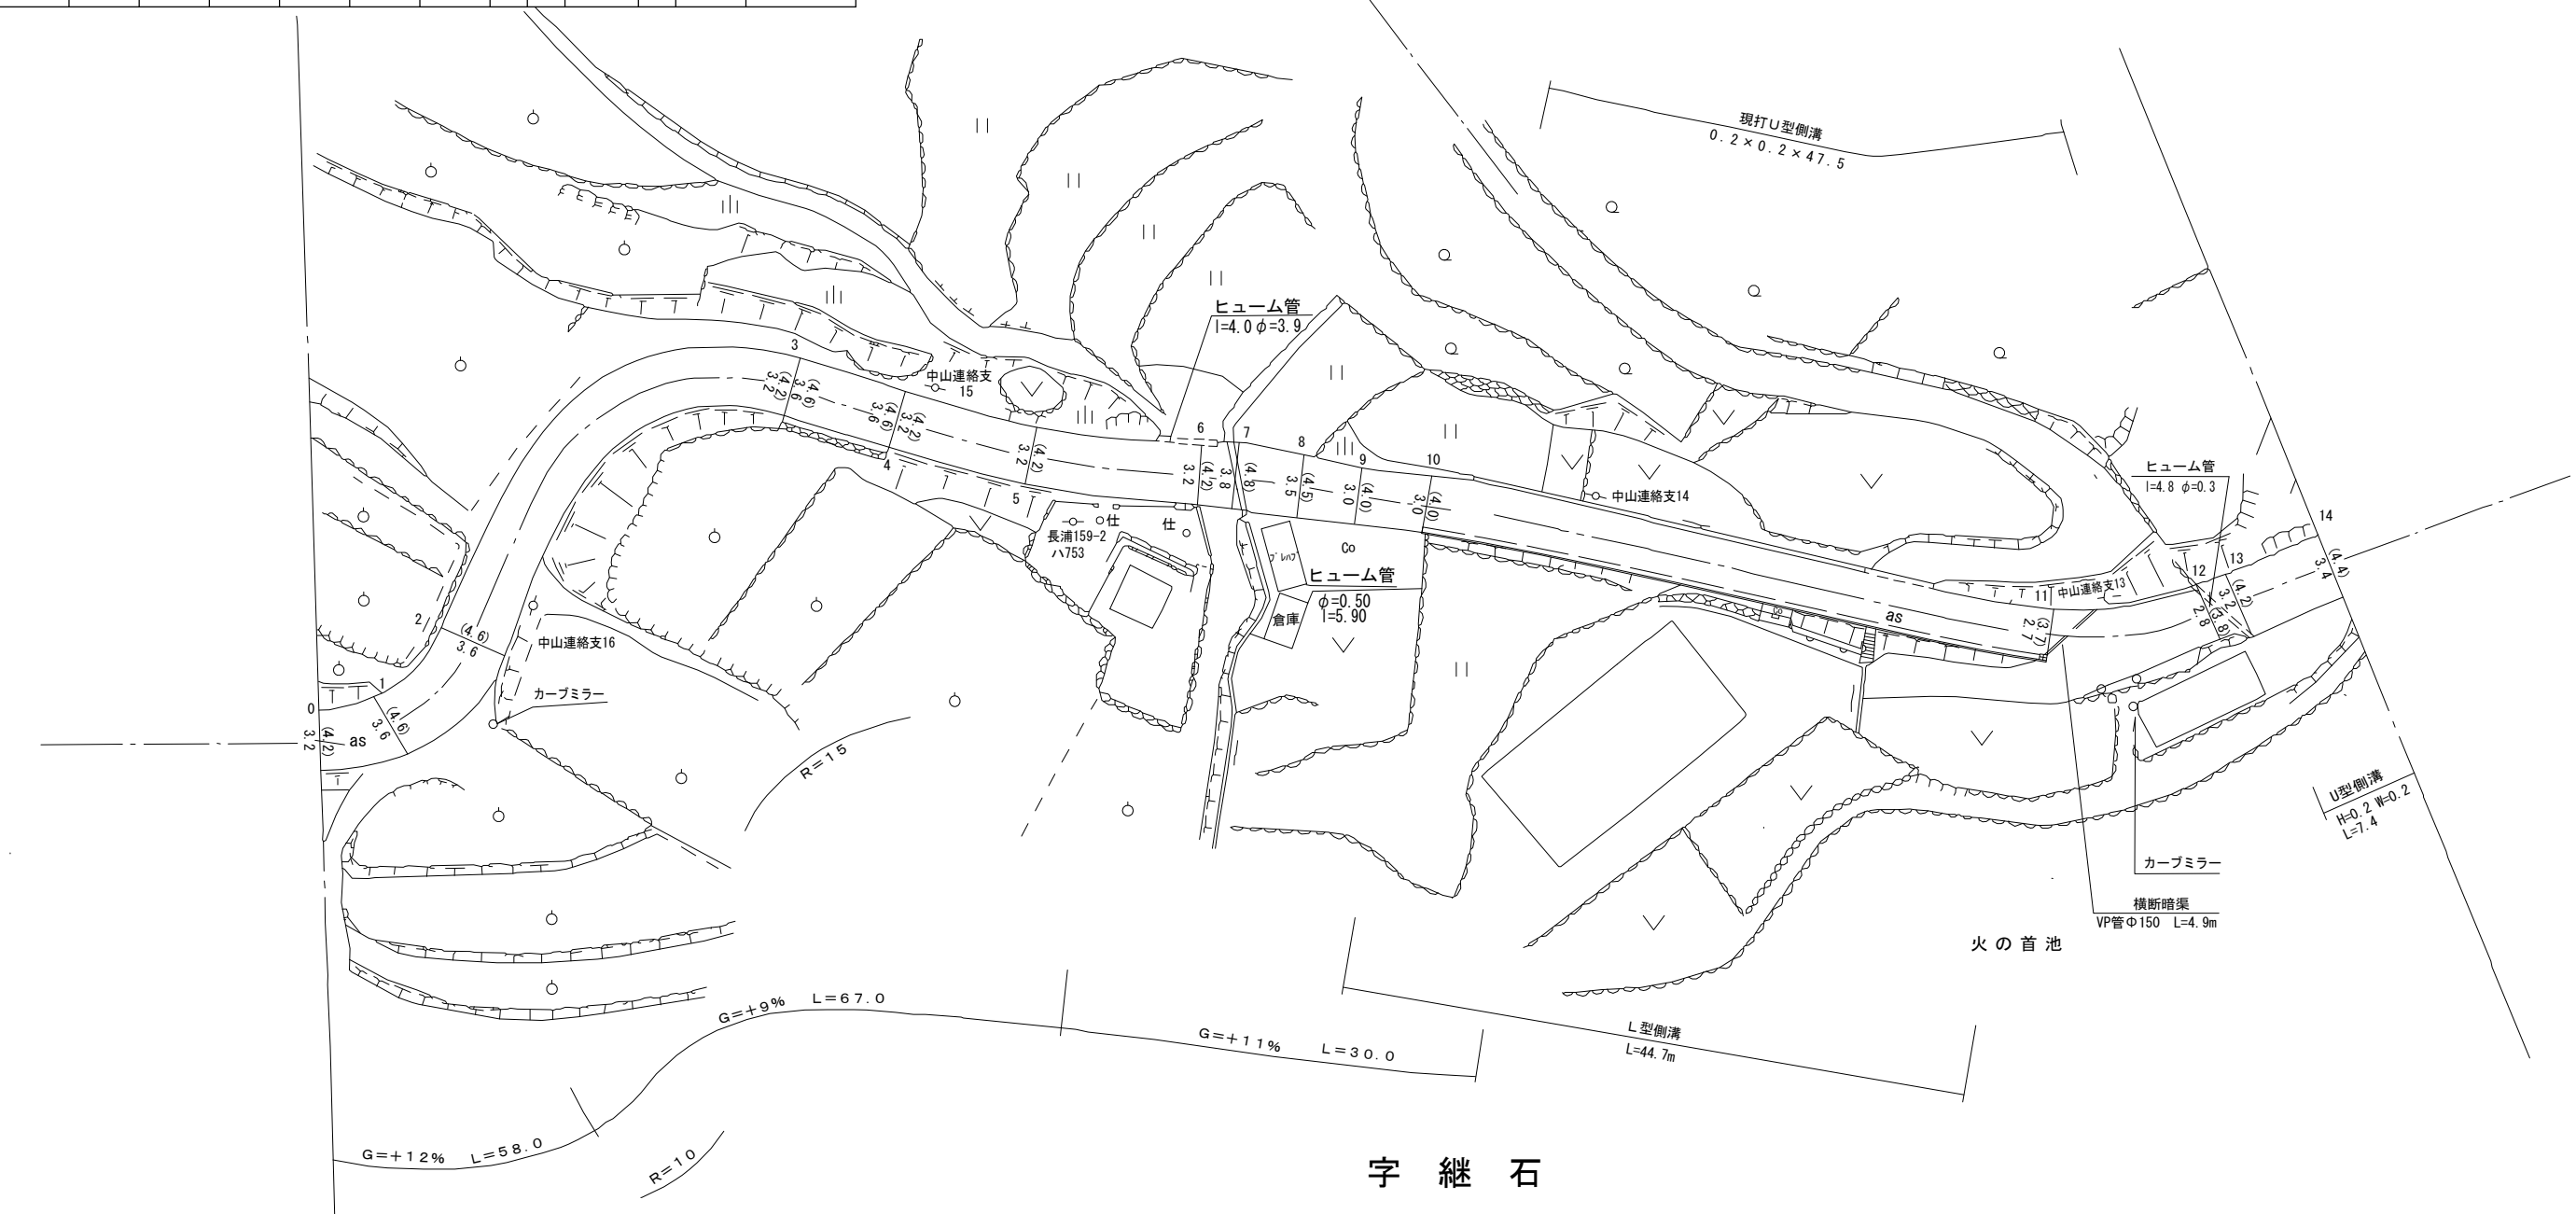 現打U型側溝
0.2×0.2×47.5
ヒューム管
l=4.0 φ=3.9
3
(4.6)
3.6
(4.2)
3.2
中山連絡支
15
(4.2)
3.2
(4.6)
3.6
4
(4.2)
3.2
5
6
(4.2)
3.2
7
(4.8)
3.8
8
(4.5)
3.5
9
(4.0)
3.0
10
(4.0)
3.0
中山連絡支14
ヒューム管
l=4.8 φ=0.3
14
(4.4)
3.4
13
(4.2)
3.2
12
(3.8)
2.8
中山連絡支13
11
(3.7)
2.7
仕
仕
長浦159-2
ハ753
プレハブ
Co
ヒューム管
φ=0.50
l=5.90
倉庫
as
2
(4.6)
3.6
中山連絡支16
カーブミラー
1
(4.6)
3.6
0
(4.2)
3.2
as
R=15
U型側溝
H=0.2 W=0.2
L=7.4
カーブミラー
横断暗渠
VP管Φ150 L=4.9m
火の首池
G=+9% L=67.0
G=+11% L=30.0
L型側溝
L=44.7m
G=+12% L=58.0
R=10
字継石